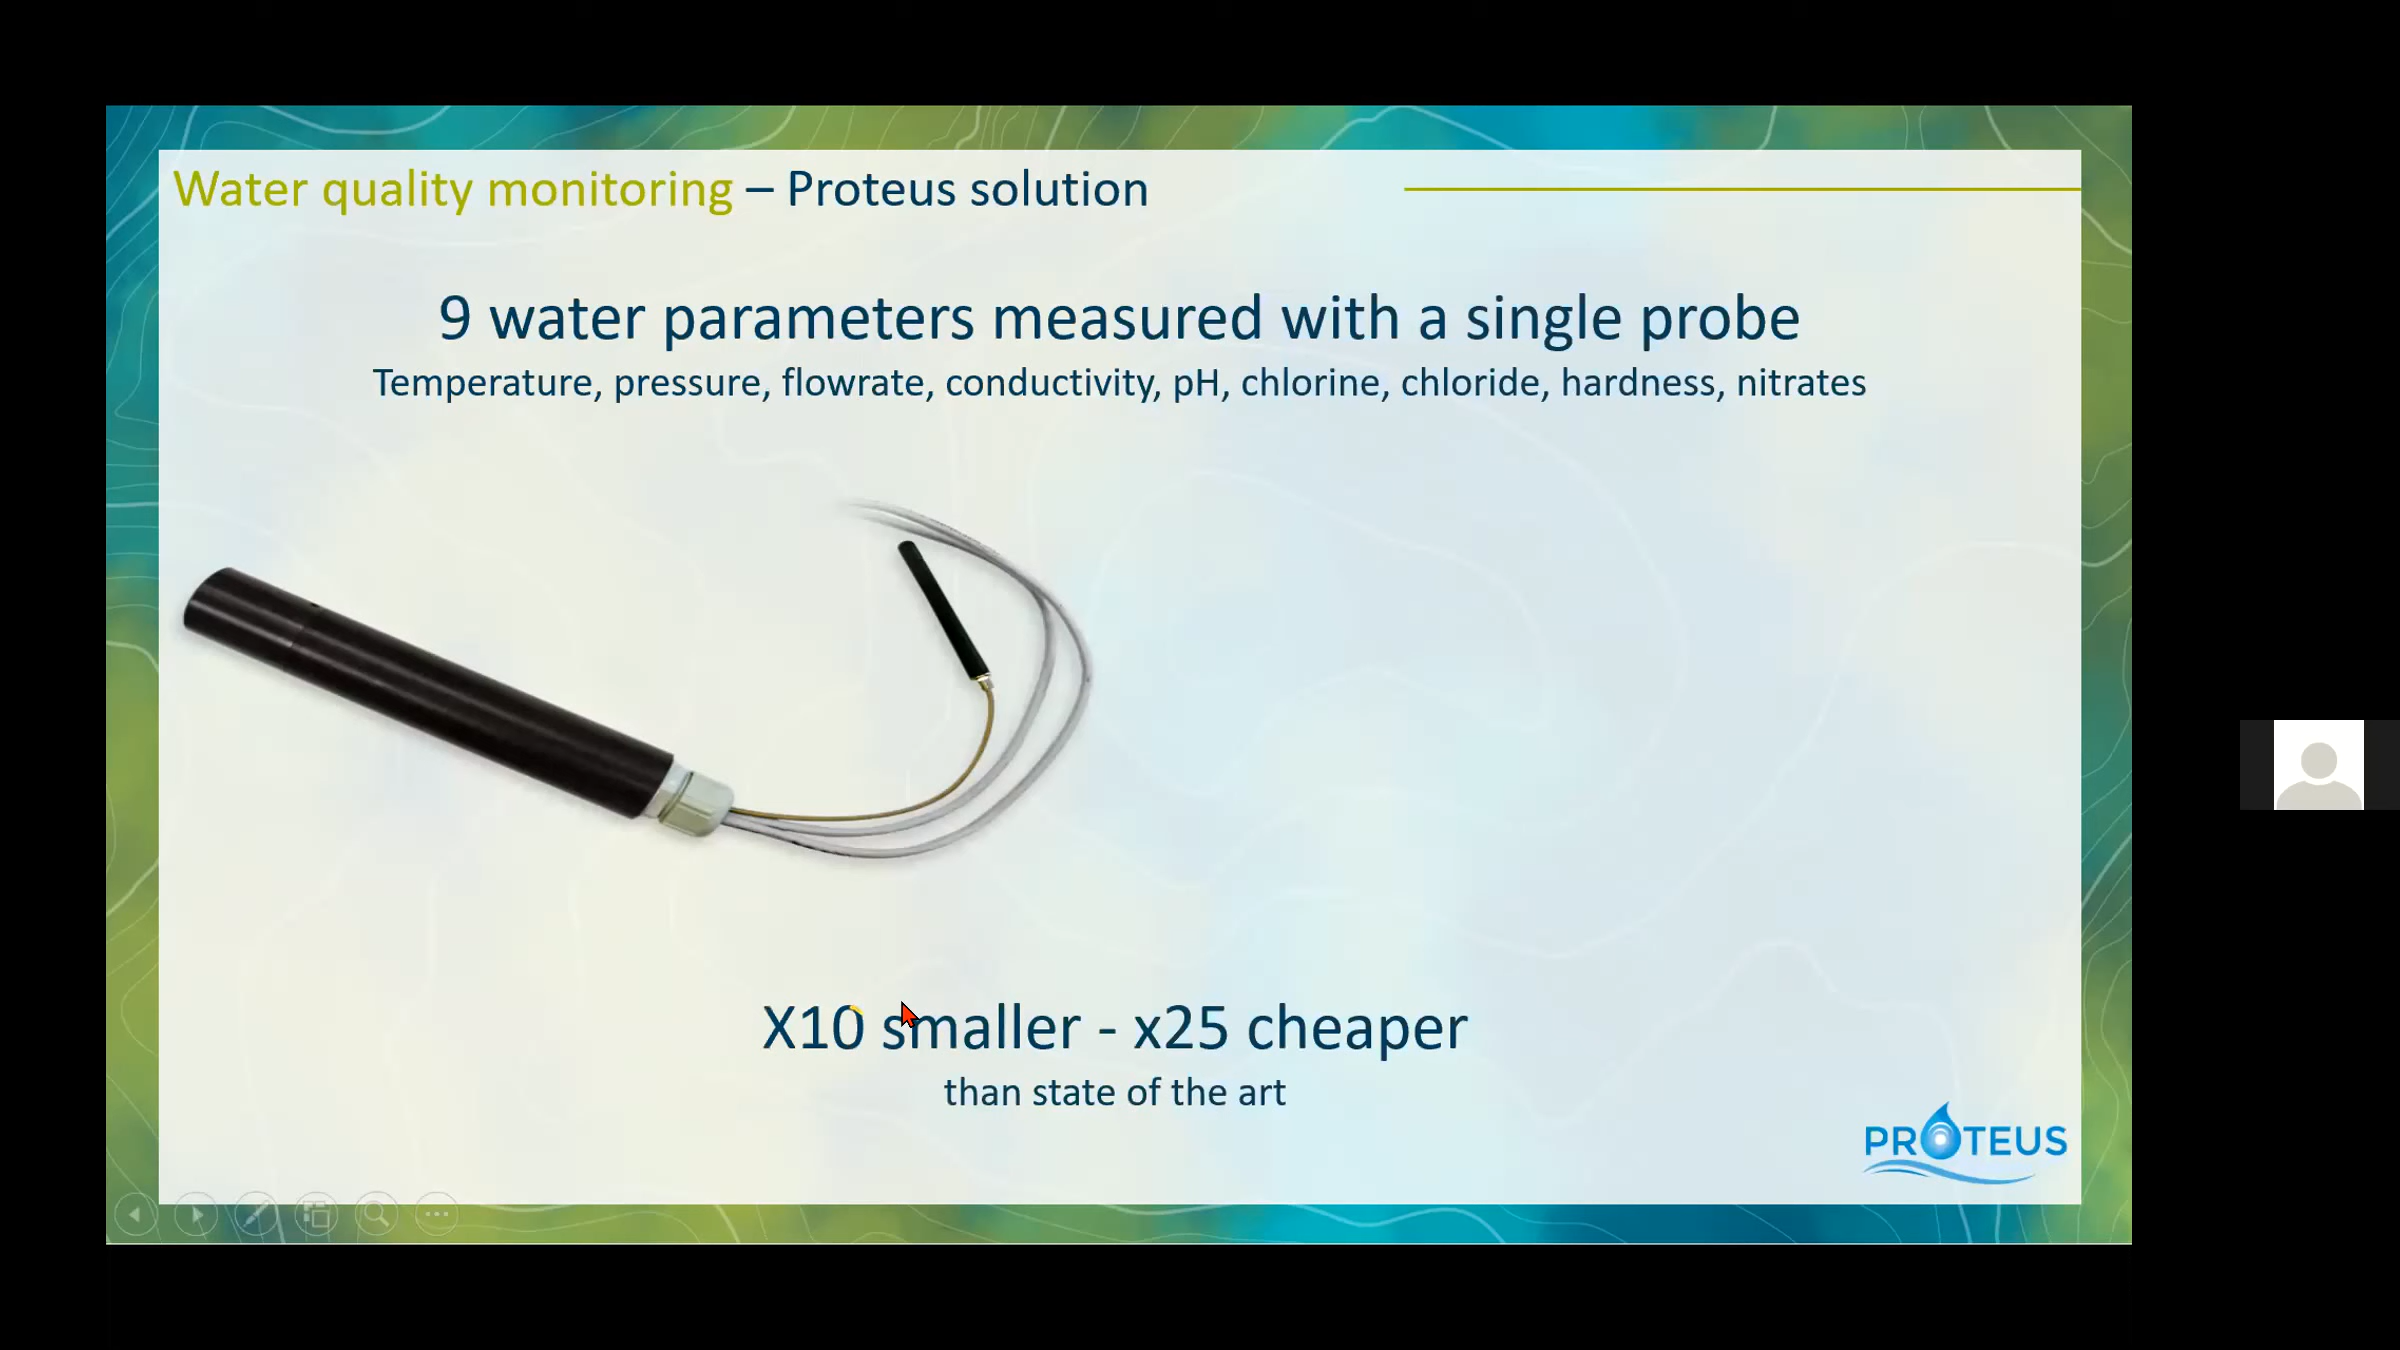 Water quality monitoring – Proteus solution
9 water parameters measured with a single probe
Temperature, pressure, flowrate, conductivity, pH, chlorine, chloride, hardness, nitrates
X10 smaller - x25 cheaper
than state of the art
PROTEUS